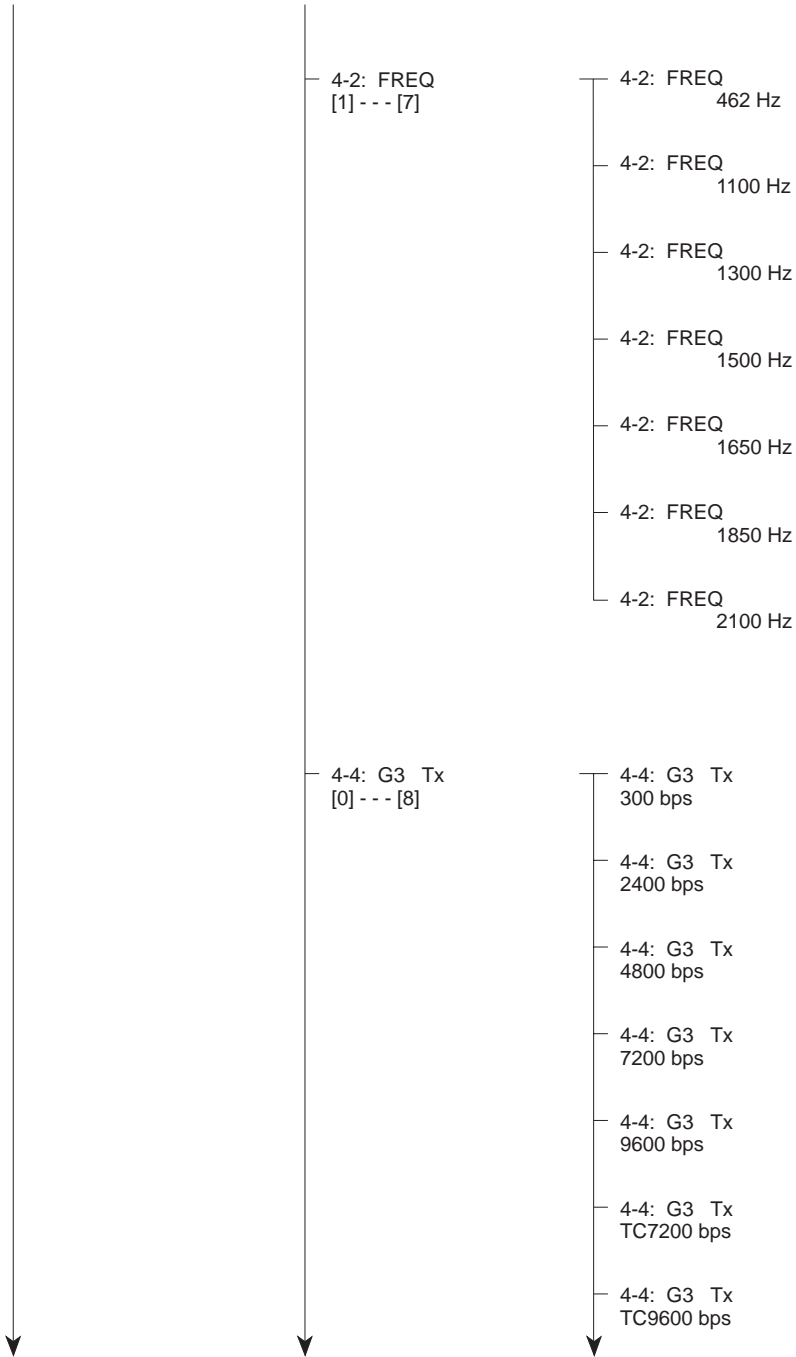 4-2: FREQ
[1] - - - [7]
4-2: FREQ
462 Hz
4-2: FREQ
1100 Hz
4-2: FREQ
1300 Hz
4-2: FREQ
1500 Hz
4-2: FREQ
1650 Hz
4-2: FREQ
1850 Hz
4-2: FREQ
2100 Hz
4-4: G3 Tx
[0] - - - [8]
4-4: G3 Tx
300 bps
4-4: G3 Tx
2400 bps
4-4: G3 Tx
4800 bps
4-4: G3 Tx
7200 bps
4-4: G3 Tx
9600 bps
4-4: G3 Tx
TC7200 bps
4-4: G3 Tx
TC9600 bps